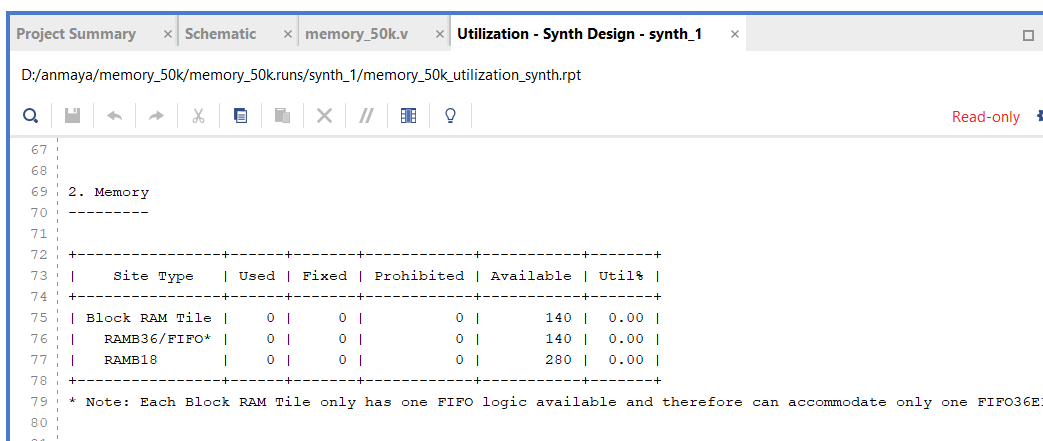 Project Summary × Schematic × memory_50k.v × Utilization - Synth Design - synth_1 ×
D:/anmaya/memory_50k/memory_50k.runs/synth_1/memory_50k_utilization_synth.rpt
Read-only
67
68
69 2. Memory
70 ---------
71
72 +----------------+------+-------+------------+-----------+-------+
73 |    Site Type   | Used | Fixed | Prohibited | Available | Util% |
74 +----------------+------+-------+------------+-----------+-------+
75 | Block RAM Tile |    0 |     0 |          0 |       140 |  0.00 |
76 |   RAMB36/FIFO* |    0 |     0 |          0 |       140 |  0.00 |
77 |   RAMB18       |    0 |     0 |          0 |       280 |  0.00 |
78 +----------------+------+-------+------------+-----------+-------+
79 * Note: Each Block RAM Tile only has one FIFO logic available and therefore can accommodate only one
80